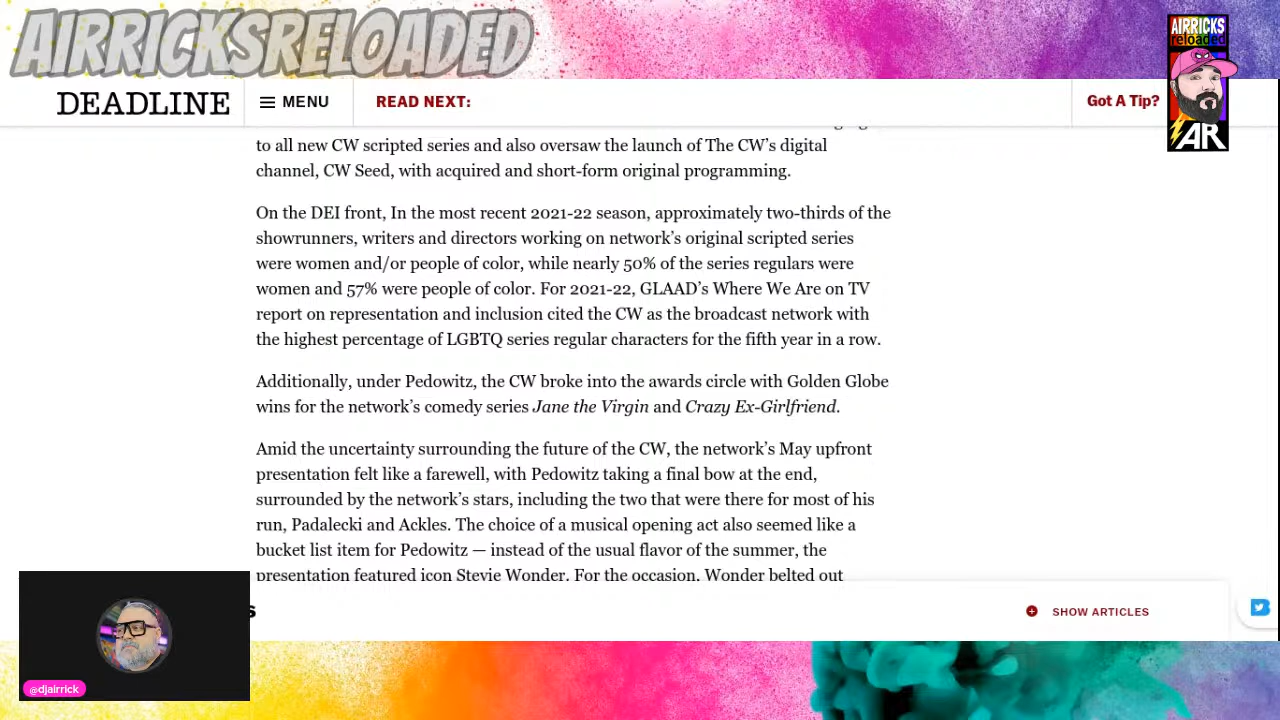 AIRRICKSRELOADED
AIRRICKS
reloaded
AR
DEADLINE
MENU
READ NEXT:
Got A Tip?
to all new CW scripted series and also oversaw the launch of The CW’s digital
channel, CW Seed, with acquired and short-form original programming.
On the DEI front, In the most recent 2021-22 season, approximately two-thirds of the
showrunners, writers and directors working on network’s original scripted series
were women and/or people of color, while nearly 50% of the series regulars were
women and 57% were people of color. For 2021-22, GLAAD’s Where We Are on TV
report on representation and inclusion cited the CW as the broadcast network with
the highest percentage of LGBTQ series regular characters for the fifth year in a row.
Additionally, under Pedowitz, the CW broke into the awards circle with Golden Globe
wins for the network’s comedy series Jane the Virgin and Crazy Ex-Girlfriend.
Amid the uncertainty surrounding the future of the CW, the network’s May upfront
presentation felt like a farewell, with Pedowitz taking a final bow at the end,
surrounded by the network’s stars, including the two that were there for most of his
run, Padalecki and Ackles. The choice of a musical opening act also seemed like a
bucket list item for Pedowitz — instead of the usual flavor of the summer, the
presentation featured icon Stevie Wonder. For the occasion, Wonder belted out
s
SHOW ARTICLES
@djairrick